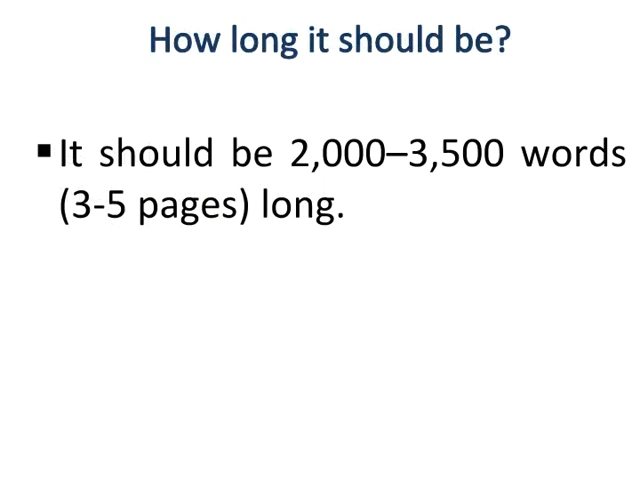 How long it should be?
▪It should be 2,000–3,500 words
(3-5 pages) long.